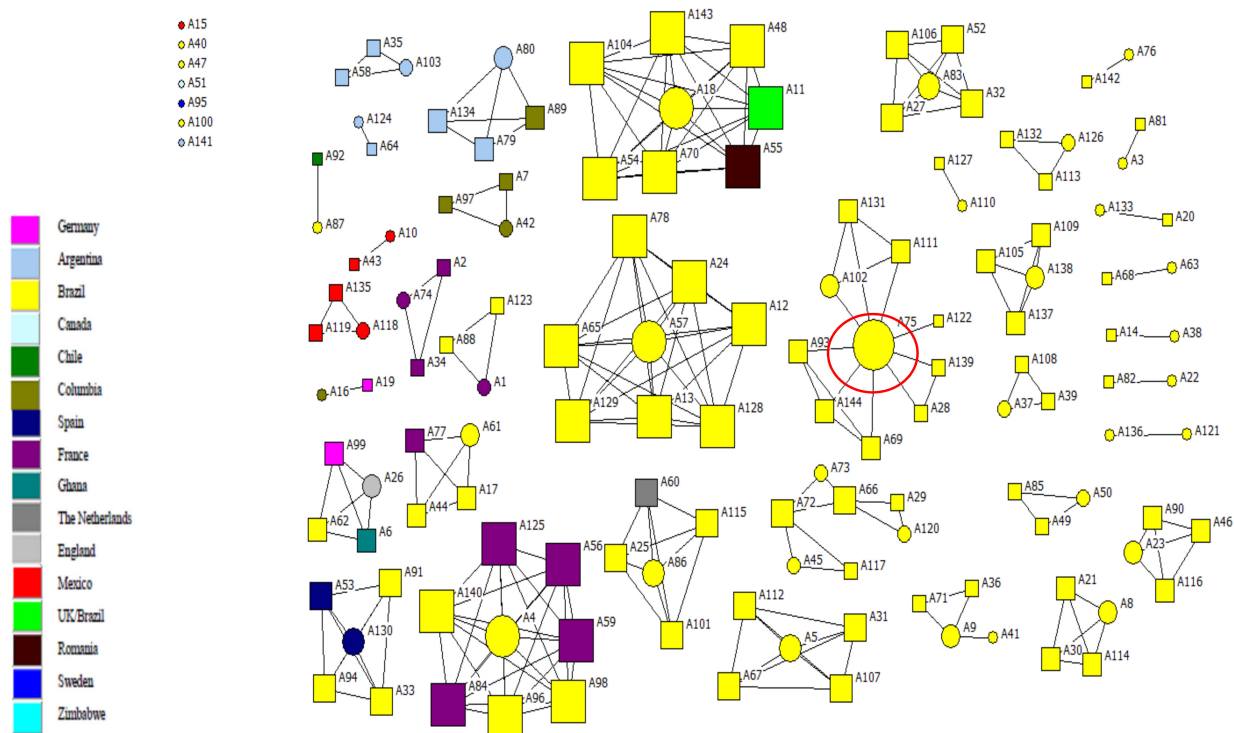 A15
A40
A47
A51
A95
A100
A141
Germany
Argentina
Brazil
Canada
Chile
Columbia
Spain
France
Ghana
The Netherlands
England
Mexico
UK/Brazil
Romania
Sweden
Zimbabwe
A35
A58
A103
A80
A134
A89
A79
A124
A64
A92
A87
A7
A97
A42
A10
A43
A135
A119
A118
A2
A74
A34
A123
A88
A1
A16
A19
A143
A48
A104
A18
A11
A54
A70
A55
A78
A24
A12
A65
A57
A129
A13
A128
A106
A52
A83
A27
A32
A76
A142
A132
A126
A113
A81
A3
A127
A110
A133
A20
A131
A111
A102
A75
A122
A93
A139
A144
A28
A69
A109
A105
A138
A137
A68
A63
A14
A38
A108
A37
A39
A82
A22
A136
A121
A99
A26
A62
A6
A77
A61
A44
A17
A53
A91
A130
A94
A33
A125
A56
A140
A4
A59
A84
A96
A98
A60
A115
A25
A86
A101
A73
A72
A66
A29
A120
A45
A117
A112
A31
A5
A67
A107
A85
A50
A49
A90
A46
A23
A116
A71
A36
A9
A41
A21
A8
A30
A114